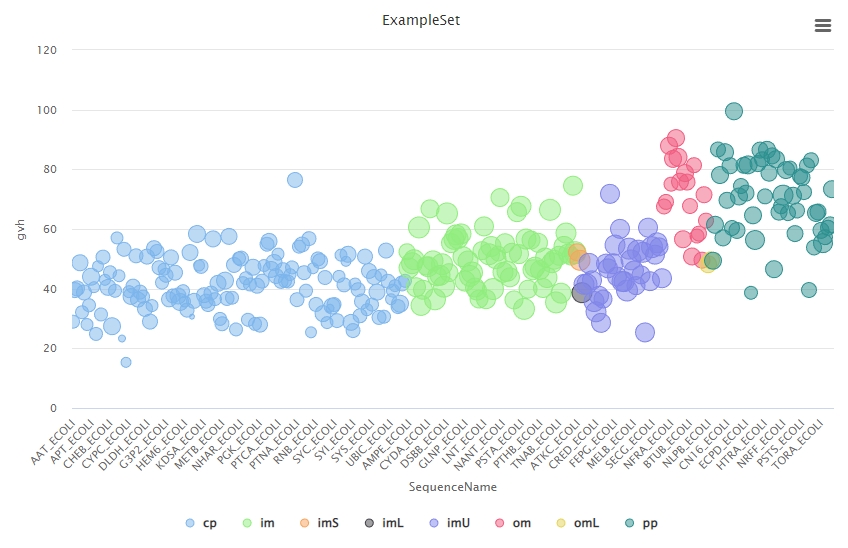 ExampleSet
120
100
80
60
40
20
0
gvh
AAT_ECOLI
APT_ECOLI
CHEB_ECOLI
CYPC_ECOLI
DLDH_ECOLI
G3P2_ECOLI
HEM6_ECOLI
KDSA_ECOLI
METB_ECOLI
NHAR_ECOLI
PGK_ECOLI
PTCA_ECOLI
PTNA_ECOLI
RNB_ECOLI
SYC_ECOLI
SYI_ECOLI
SYS_ECOLI
UBIC_ECOLI
AMPE_ECOLI
CYDA_ECOLI
DSBB_ECOLI
GLNP_ECOLI
LNT_ECOLI
NANT_ECOLI
PSTA_ECOLI
PTHB_ECOLI
TNAB_ECOLI
ATKC_ECOLI
CRED_ECOLI
FEPG_ECOLI
MELB_ECOLI
SECG_ECOLI
NFRA_ECOLI
BTUB_ECOLI
NLPB_ECOLI
CN16_ECOLI
ECPD_ECOLI
HTRA_ECOLI
NRFF_ECOLI
PSTS_ECOLI
TORA_ECOLI
SequenceName
cp im imS imL imU om omL pp